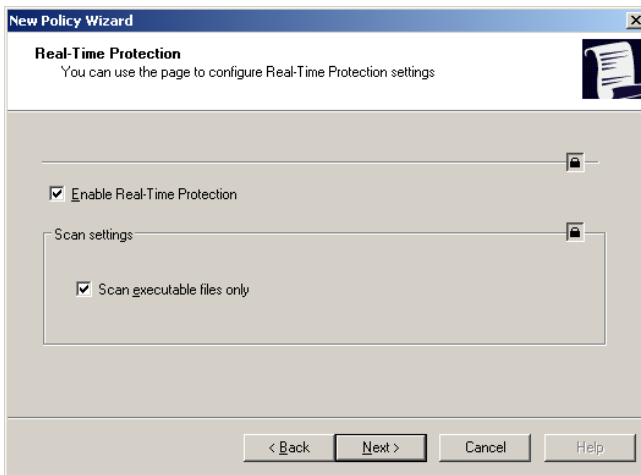 New Policy Wizard
Real-Time Protection
You can use the page to configure Real-Time Protection settings
Enable Real-Time Protection
Scan settings
Scan executable files only
< Back
Next >
Cancel
Help